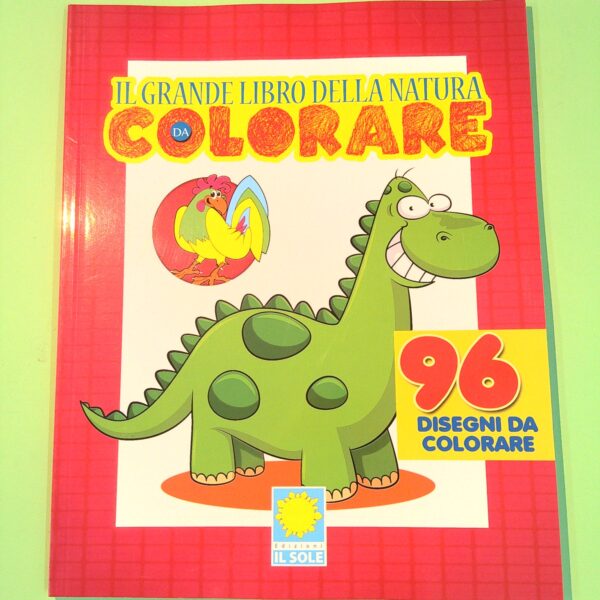 IL GRANDE LIBRO DELLA NATURA
DA COLORARE
96
DISEGNI DA
COLORARE
Edizioni
IL SOLE